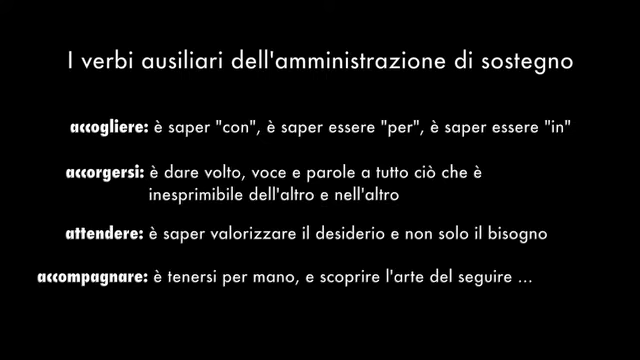 I verbi ausiliari dell'amministrazione di sostegno
accogliere: è saper "con", è saper essere "per", è saper essere "in"
accorgersi: è dare volto, voce e parole a tutto ciò che è
inesprimibile dell'altro e nell'altro
attendere: è saper valorizzare il desiderio e non solo il bisogno
accompagnare: è tenersi per mano, e scoprire l'arte del seguire ...